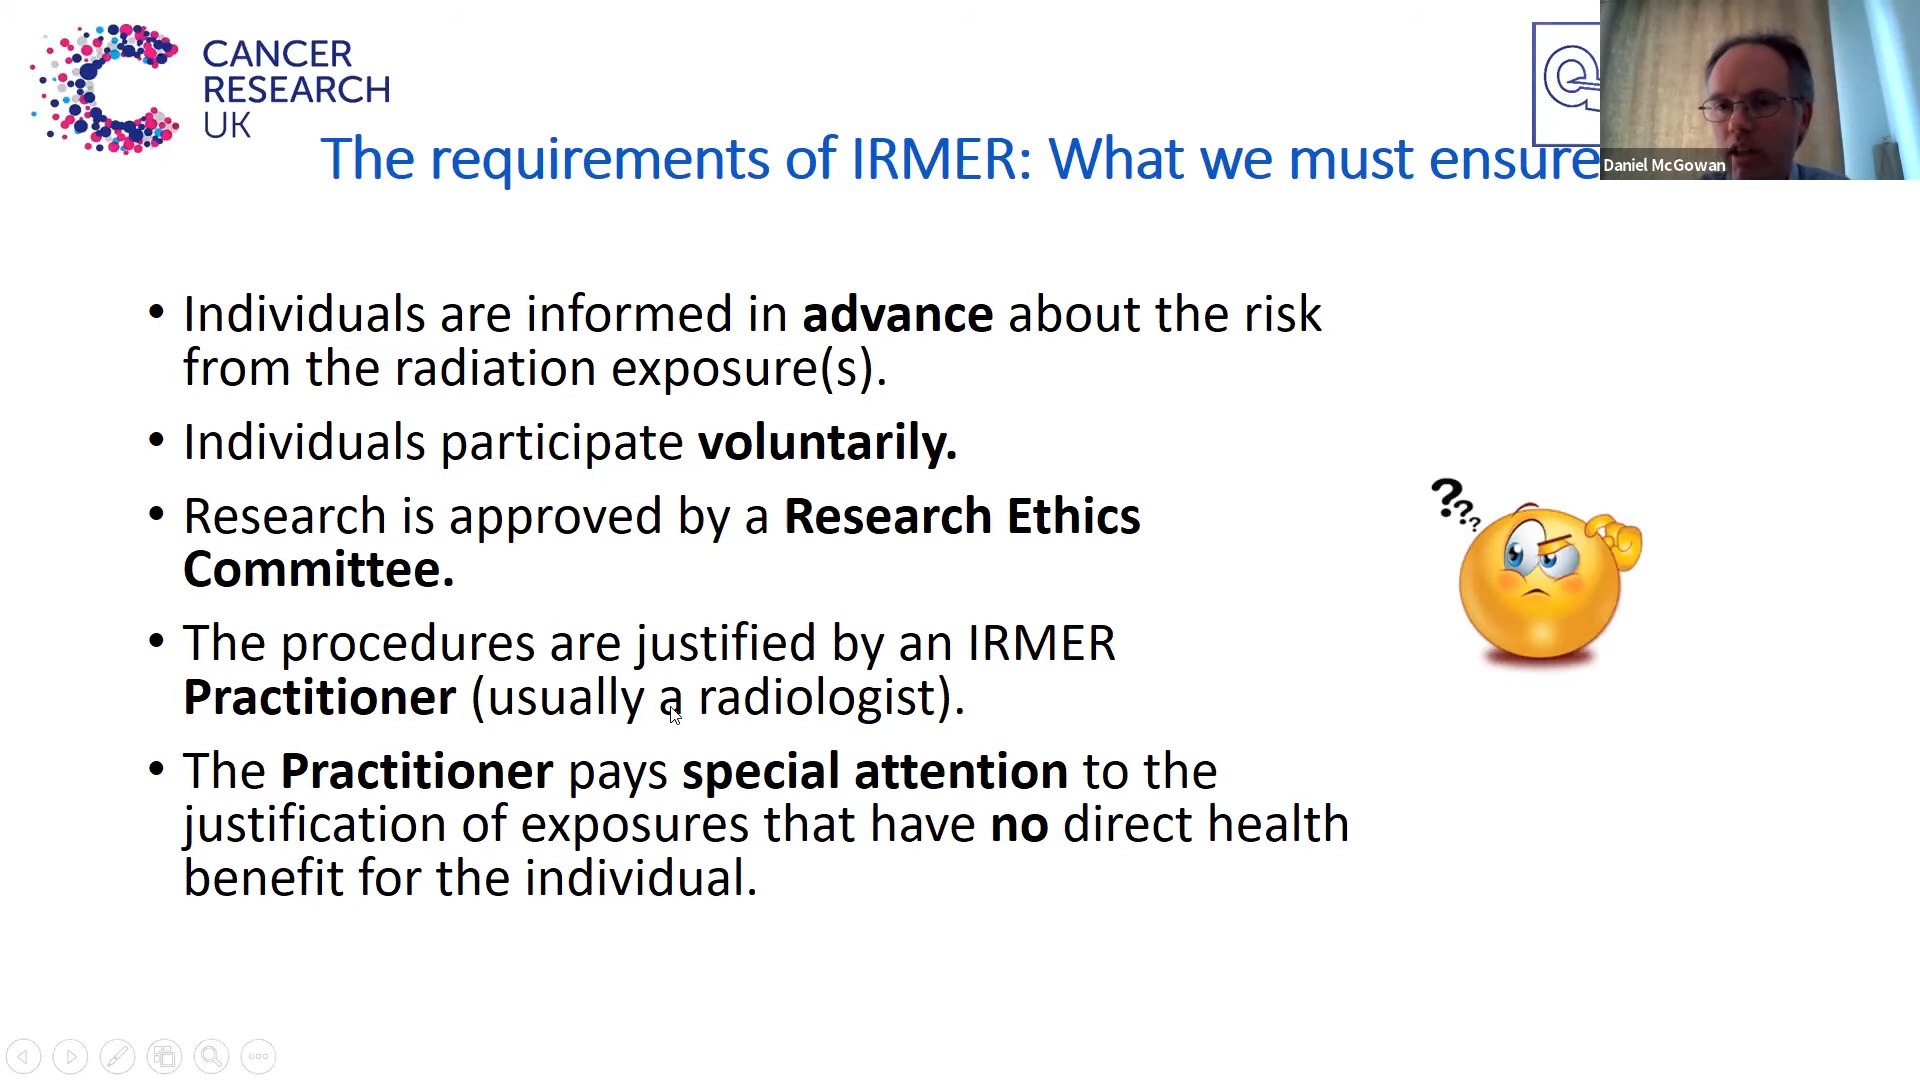 CANCER
RESEARCH
UK
The requirements of IRMER: What we must ensure
Daniel McGowan
• Individuals are informed in advance about the risk
from the radiation exposure(s).
• Individuals participate voluntarily.
• Research is approved by a Research Ethics
Committee.
• The procedures are justified by an IRMER
Practitioner (usually a radiologist).
• The Practitioner pays special attention to the
justification of exposures that have no direct health
benefit for the individual.
???